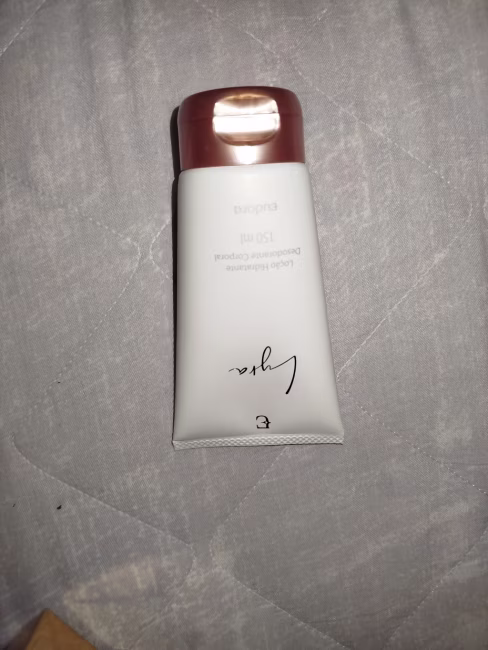 E
Lyra
Loção Hidratante
Desodorante Corporal
150 ml
eudora